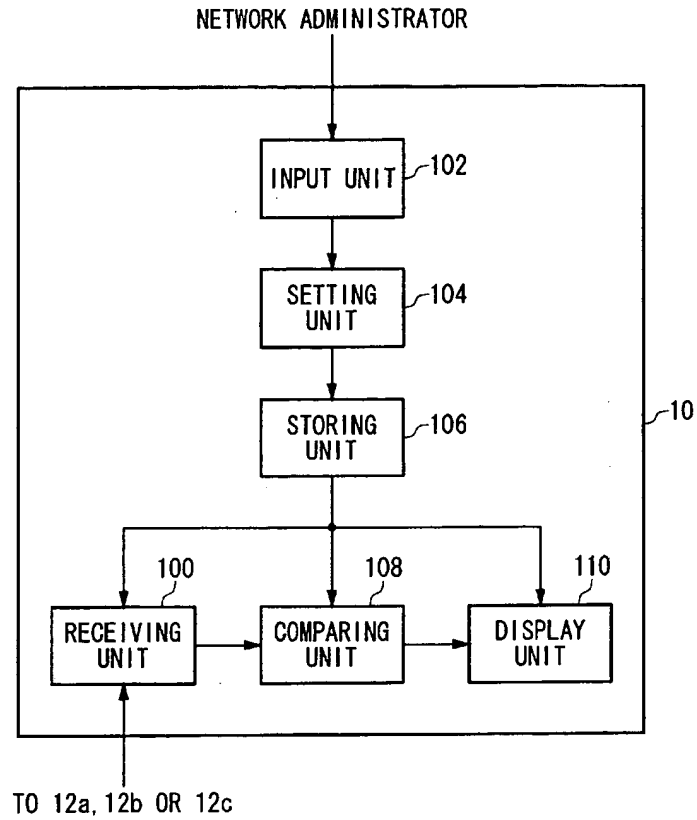 NETWORK ADMINISTRATOR
INPUT UNIT
102
SETTING
UNIT
104
STORING
UNIT
106
10
100
108
110
RECEIVING
UNIT
COMPARING
UNIT
DISPLAY
UNIT
TO 12a, 12b OR 12c